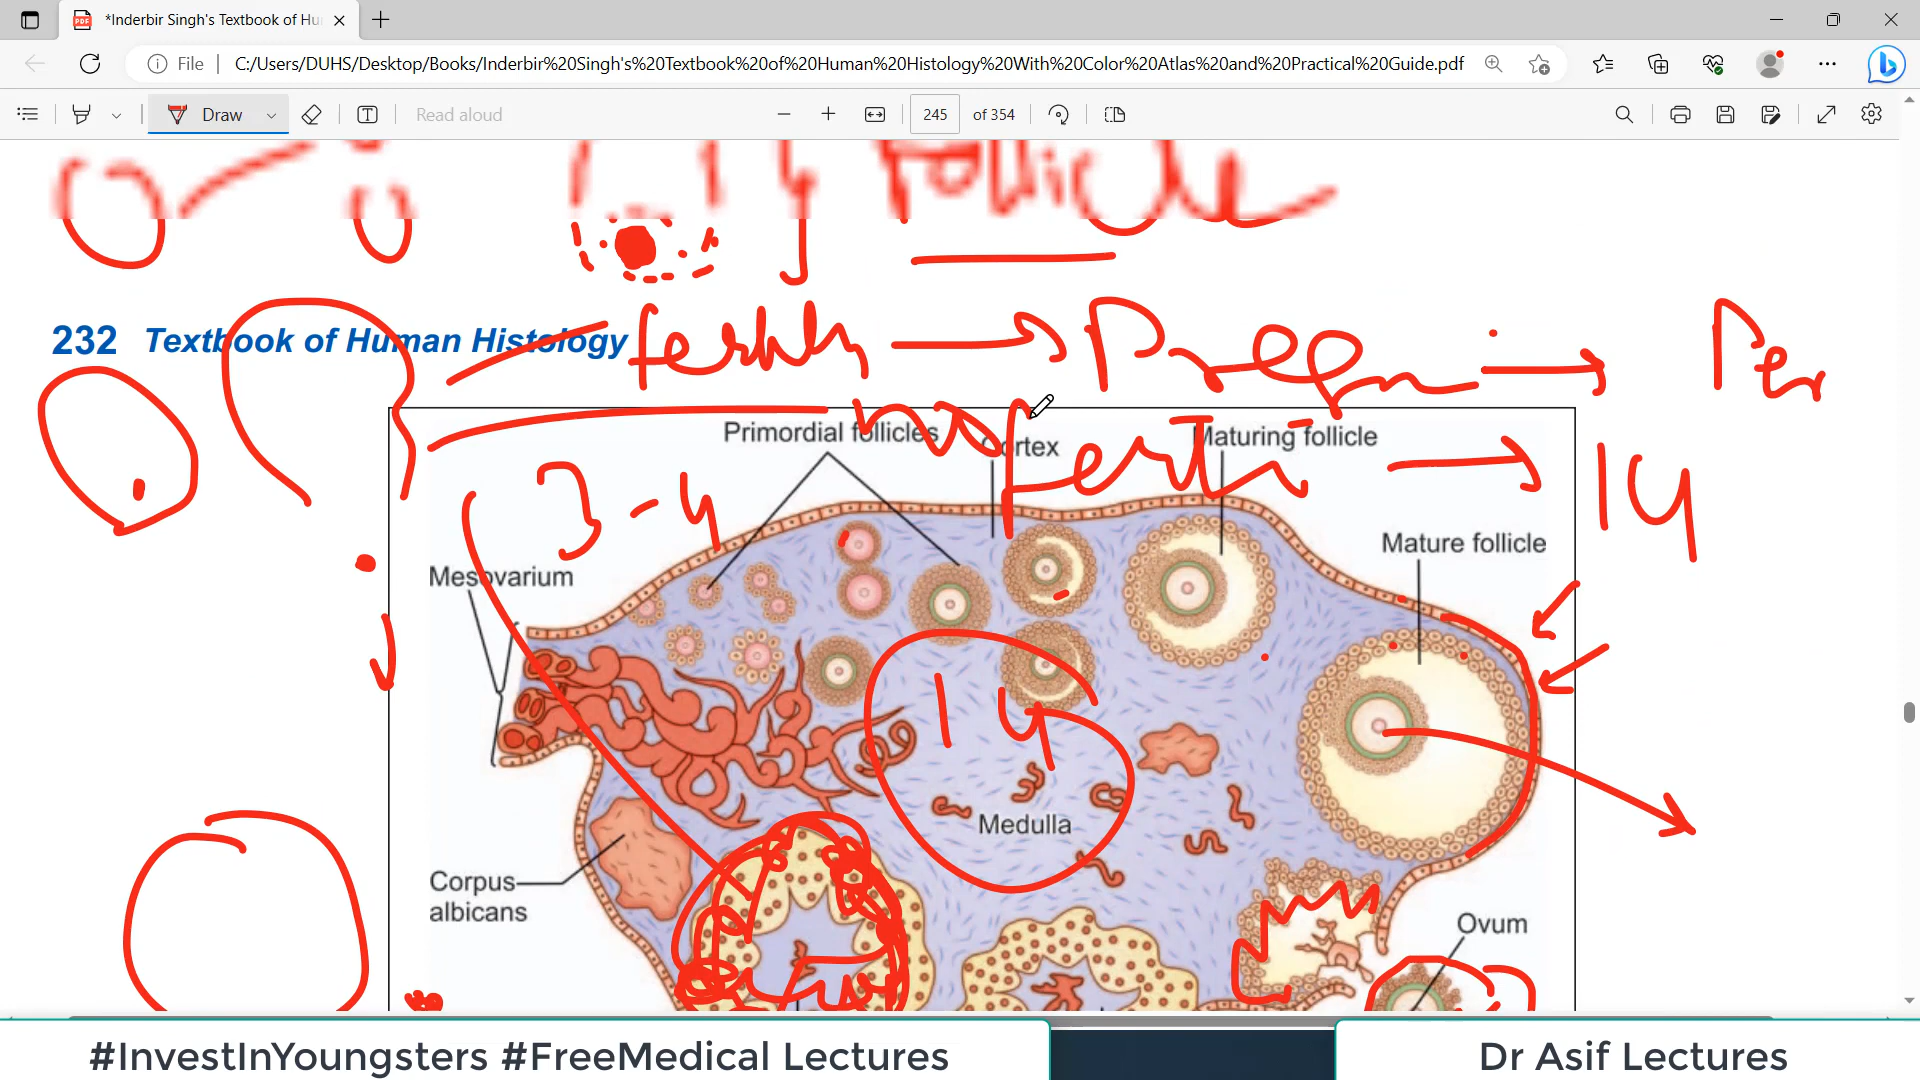 *Inderbir Singh's Textbook of Hu
File
C:/Users/DUHS/Desktop/Books/Inderbir%20Singh's%20Textbook%20of%20Human%20Histology%20With%20Color%20Atlas%20and%20Practical%20Guide.pdf
Draw
Read aloud
245 of 354
follicle
232 Textbook of Human Histology
Primordial follicles
Cortex
Maturing follicle
no ferti → 14
3-4
Mature follicle
Mesovarium
14
Medulla
Corpus
albicans
Ovum
#InvestInYoungsters #FreeMedical Lectures
Dr Asif Lectures